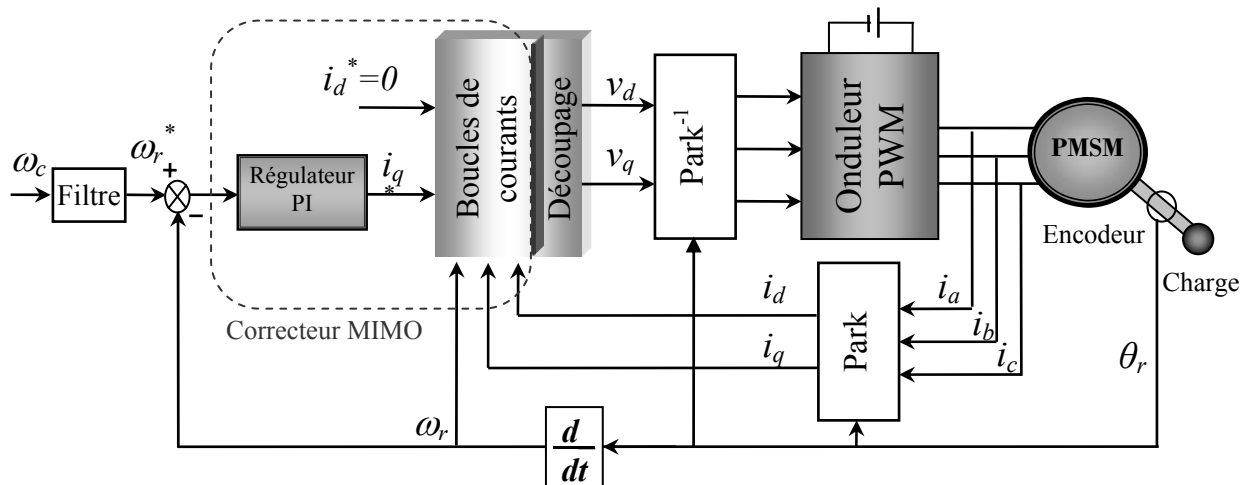 i_d^*=0
ω_c
Filtre
ω_r^*
+
−
Régulateur
PI
i_q
*
Boucles de
courants
Découpage
v_d
v_q
Park^-1
Onduleur
PWM
PMSM
Encodeur
Charge
Correcteur MIMO
i_d
i_q
Park
i_a
i_b
i_c
θ_r
ω_r
d
dt